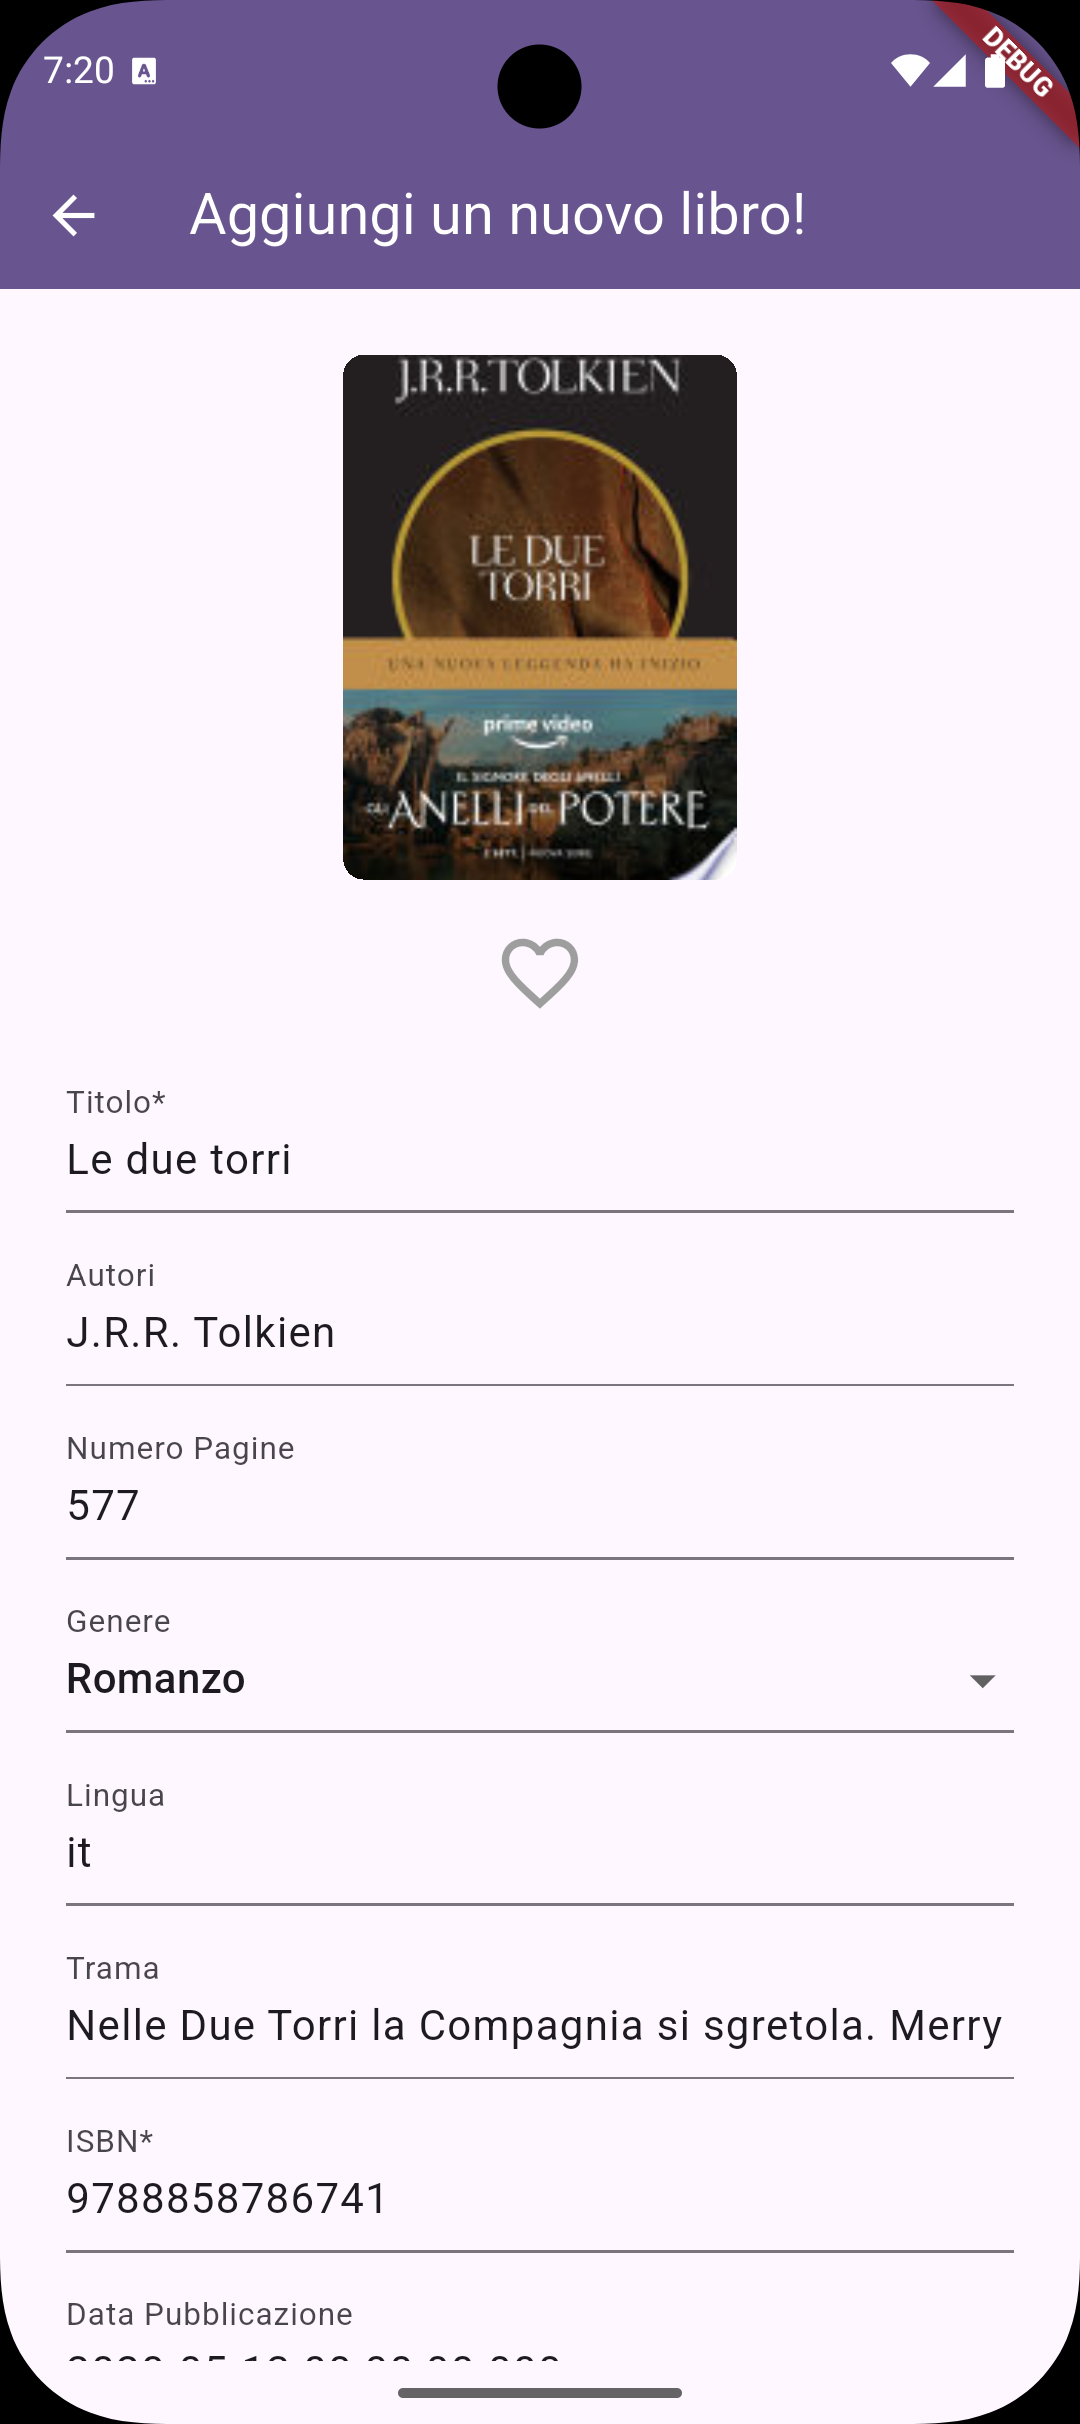 7:20
DEBUG
Aggiungi un nuovo libro!
J.R.R.TOLKIEN
LE DUE
TORRI
UNA NUOVA LEGGENDA HA INIZIO
prime video
IL SIGNORE DEGLI ANELLI
GLI ANELLI DEL POTERE
Titolo*
Le due torri
Autori
J.R.R. Tolkien
Numero Pagine
577
Genere
Romanzo
Lingua
it
Trama
Nelle Due Torri la Compagnia si sgretola. Merry
ISBN*
9788858786741
Data Pubblicazione